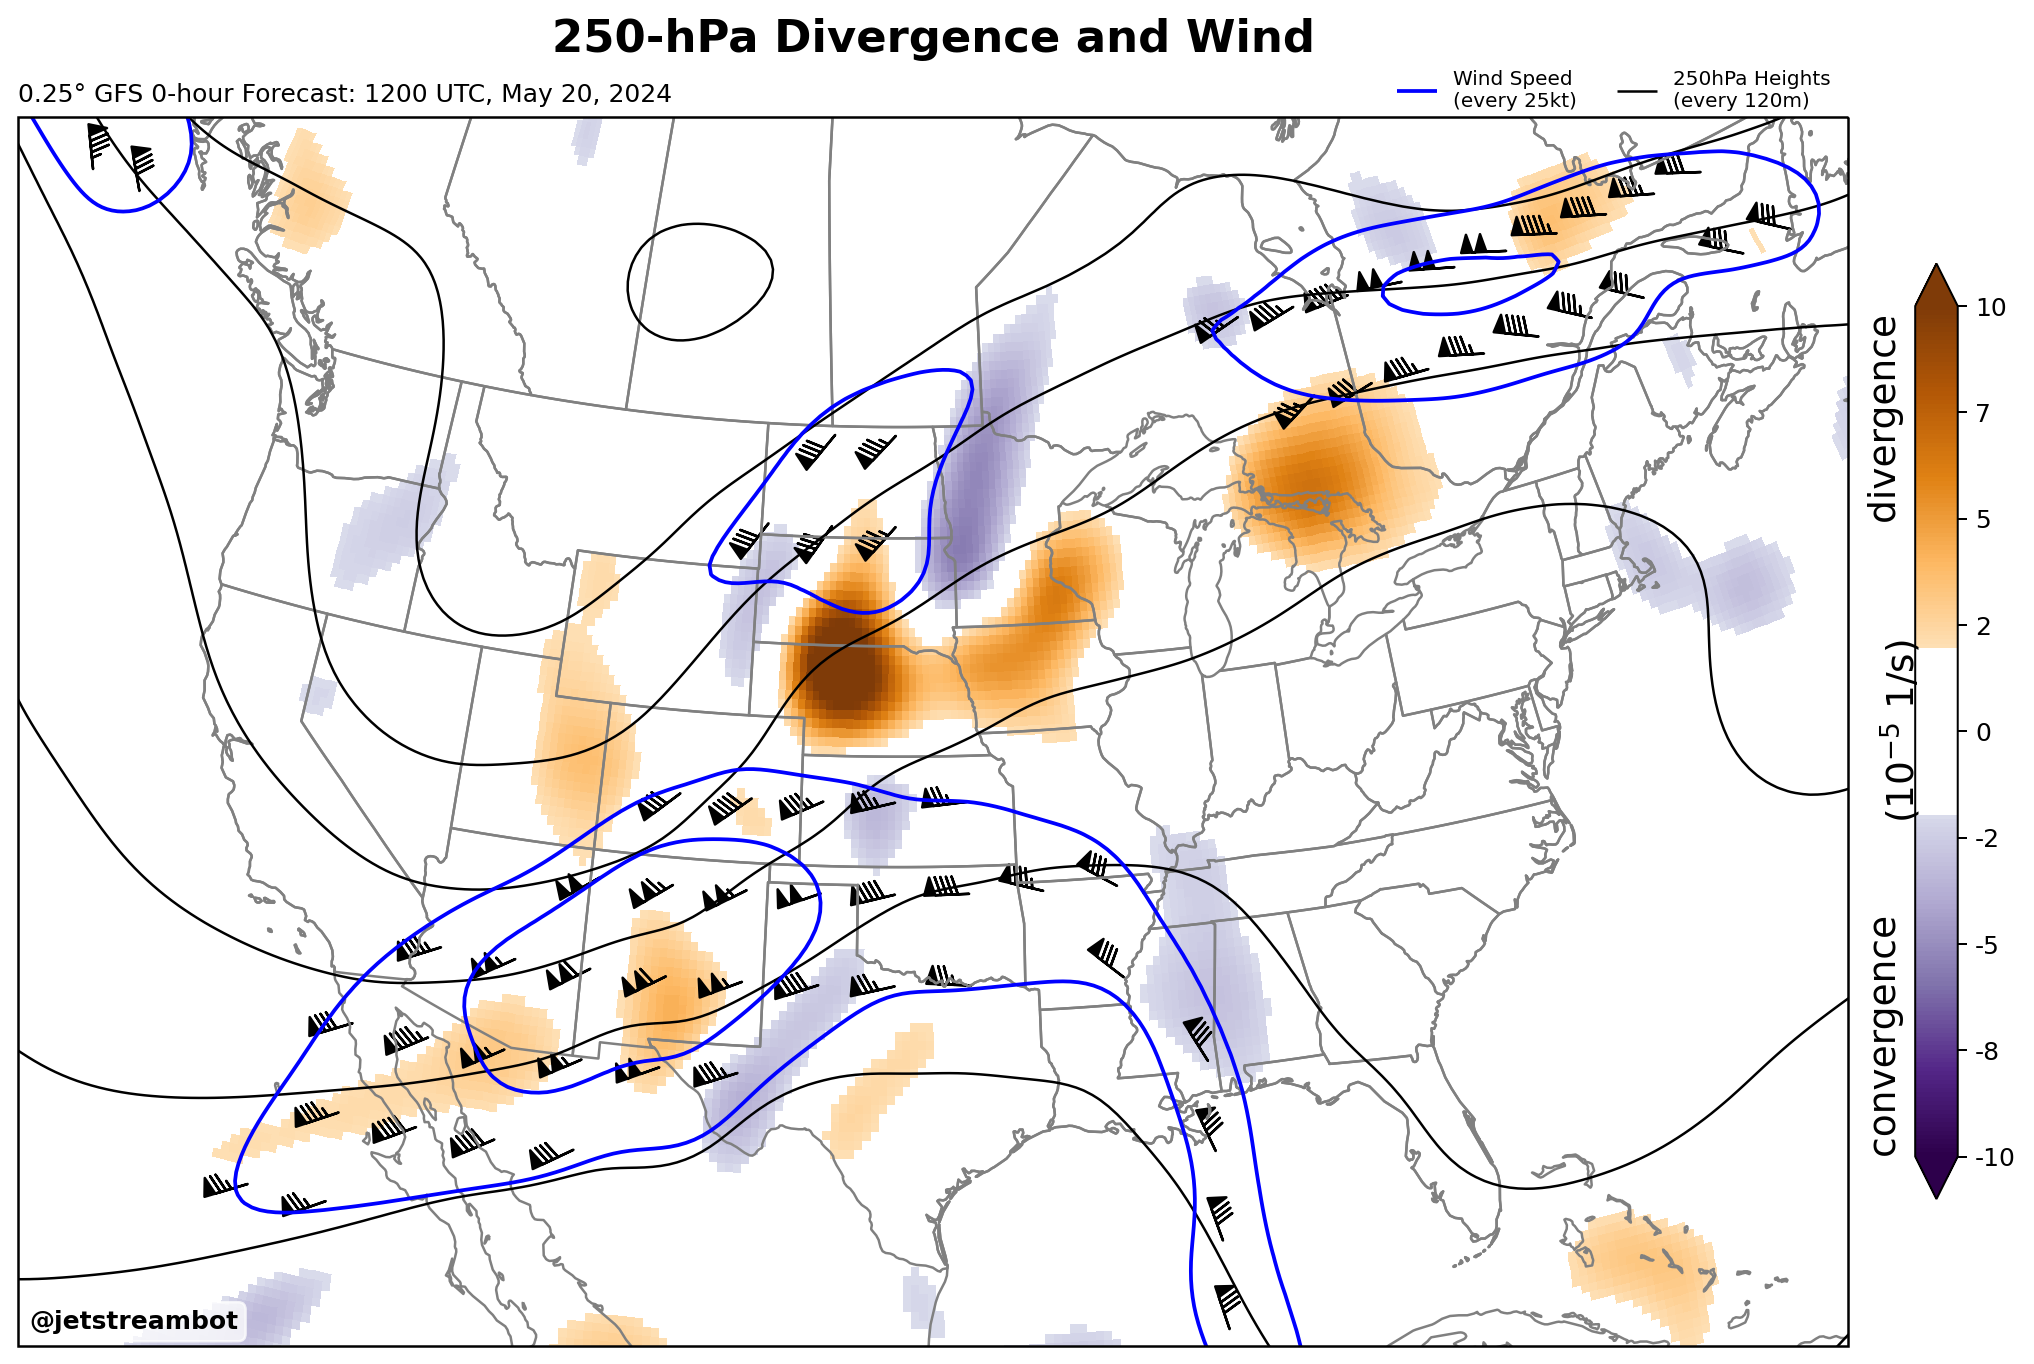 250-hPa Divergence and Wind
0.25° GFS 0-hour Forecast: 1200 UTC, May 20, 2024
Wind Speed
(every 25kt)
250hPa Heights
(every 120m)
10
7
5
2
0
-2
-5
-8
-10
convergence (10⁻⁵ 1/s) divergence
@jetstreambot